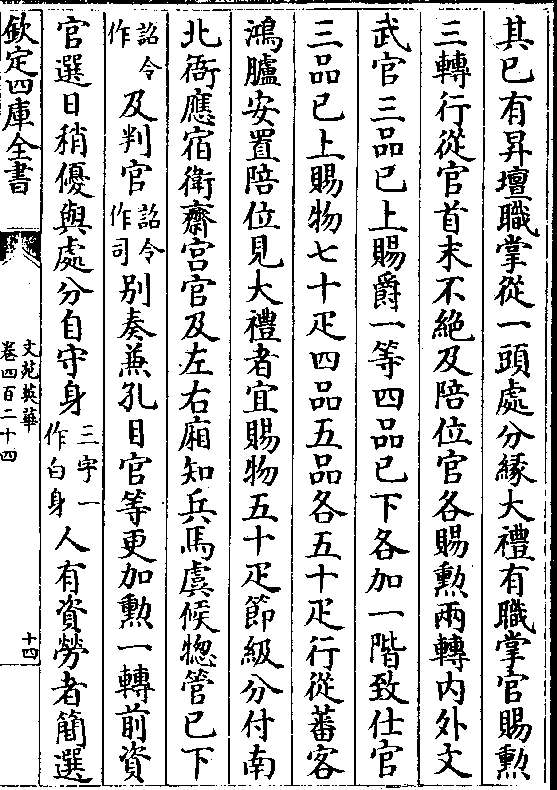 其已有昇壇職掌從一頭處分緣大禮有職掌官賜勲
三轉行從官首末不絶及陪位官各賜勲兩轉内外文
武官三品已上賜爵一等四品已下各加一階致仕官
三品已上賜物七十疋四品五品各五十疋行從蕃客
鴻臚安置陪位見大禮者宜賜物五十疋節級分付南
北衙應宿衛齋宫官及左右廂知兵馬虞候惣管已下
詔令作及判官詔令作司别奏兼孔目官等更加勲一轉前資
官選日稍優與處分自守身三字一作白身人有資勞者簡選
欽定四庫全書
文苑英華
卷四百二十四
十四